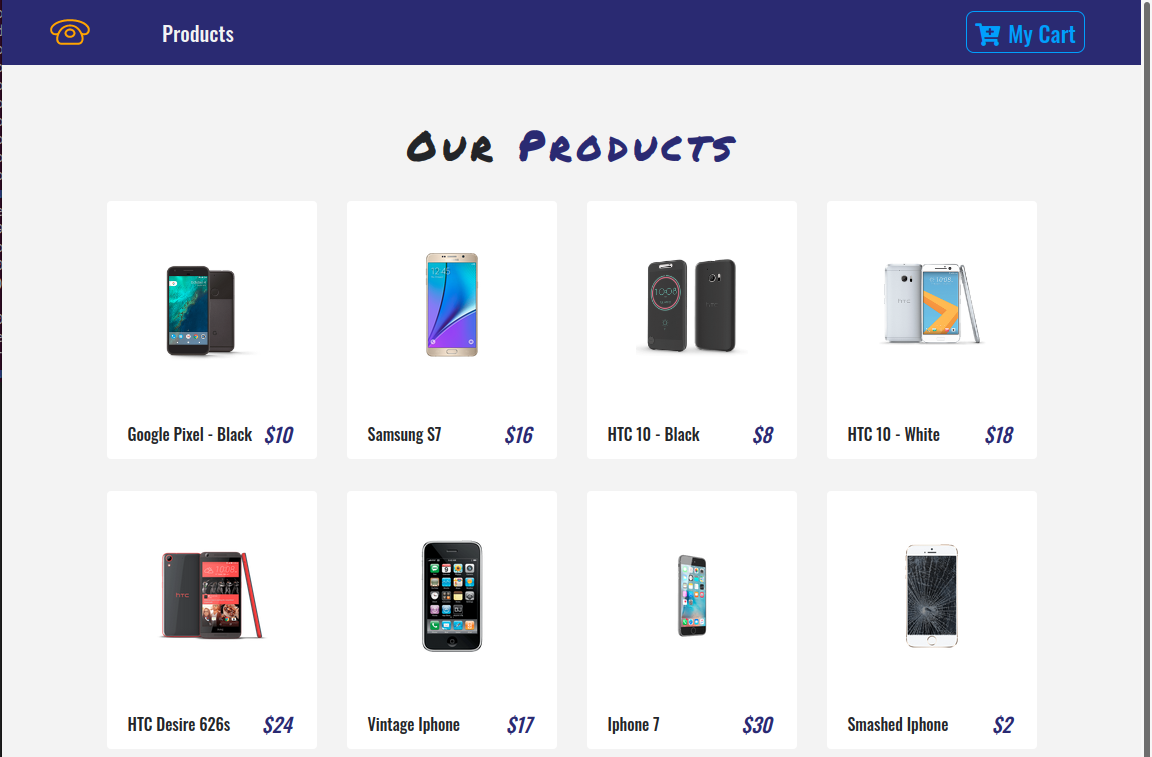 Products
My Cart
Our Products
Google Pixel - Black $10
Samsung S7 $16
HTC 10 - Black $8
HTC 10 - White $18
HTC Desire 626s $24
Vintage Iphone $17
Iphone 7 $30
Smashed Iphone $2